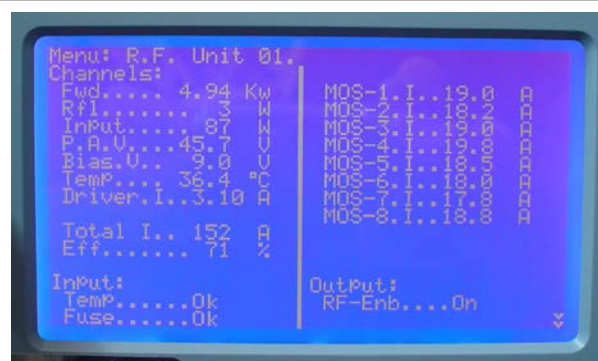 Menu: R.F. Unit 01.
Channels:
Fwd..... 4.94 Kw
Rfl....... 3 W
Input..... 87 W
P.A.V....45.7 V
Bias.V.. 9.0 V
Temp.... 36.4 °C
Driver.I..3.10 A
Total I.. 152 A
Eff....... 71 %
Input:
Temp......Ok
Fuse......Ok
MOS-1.I..19.0 A
MOS-2.I..18.2 A
MOS-3.I..19.0 A
MOS-4.I..19.8 A
MOS-5.I..18.5 A
MOS-6.I..18.0 A
MOS-7.I..17.8 A
MOS-8.I..18.8 A
Output:
RF-Enb....On